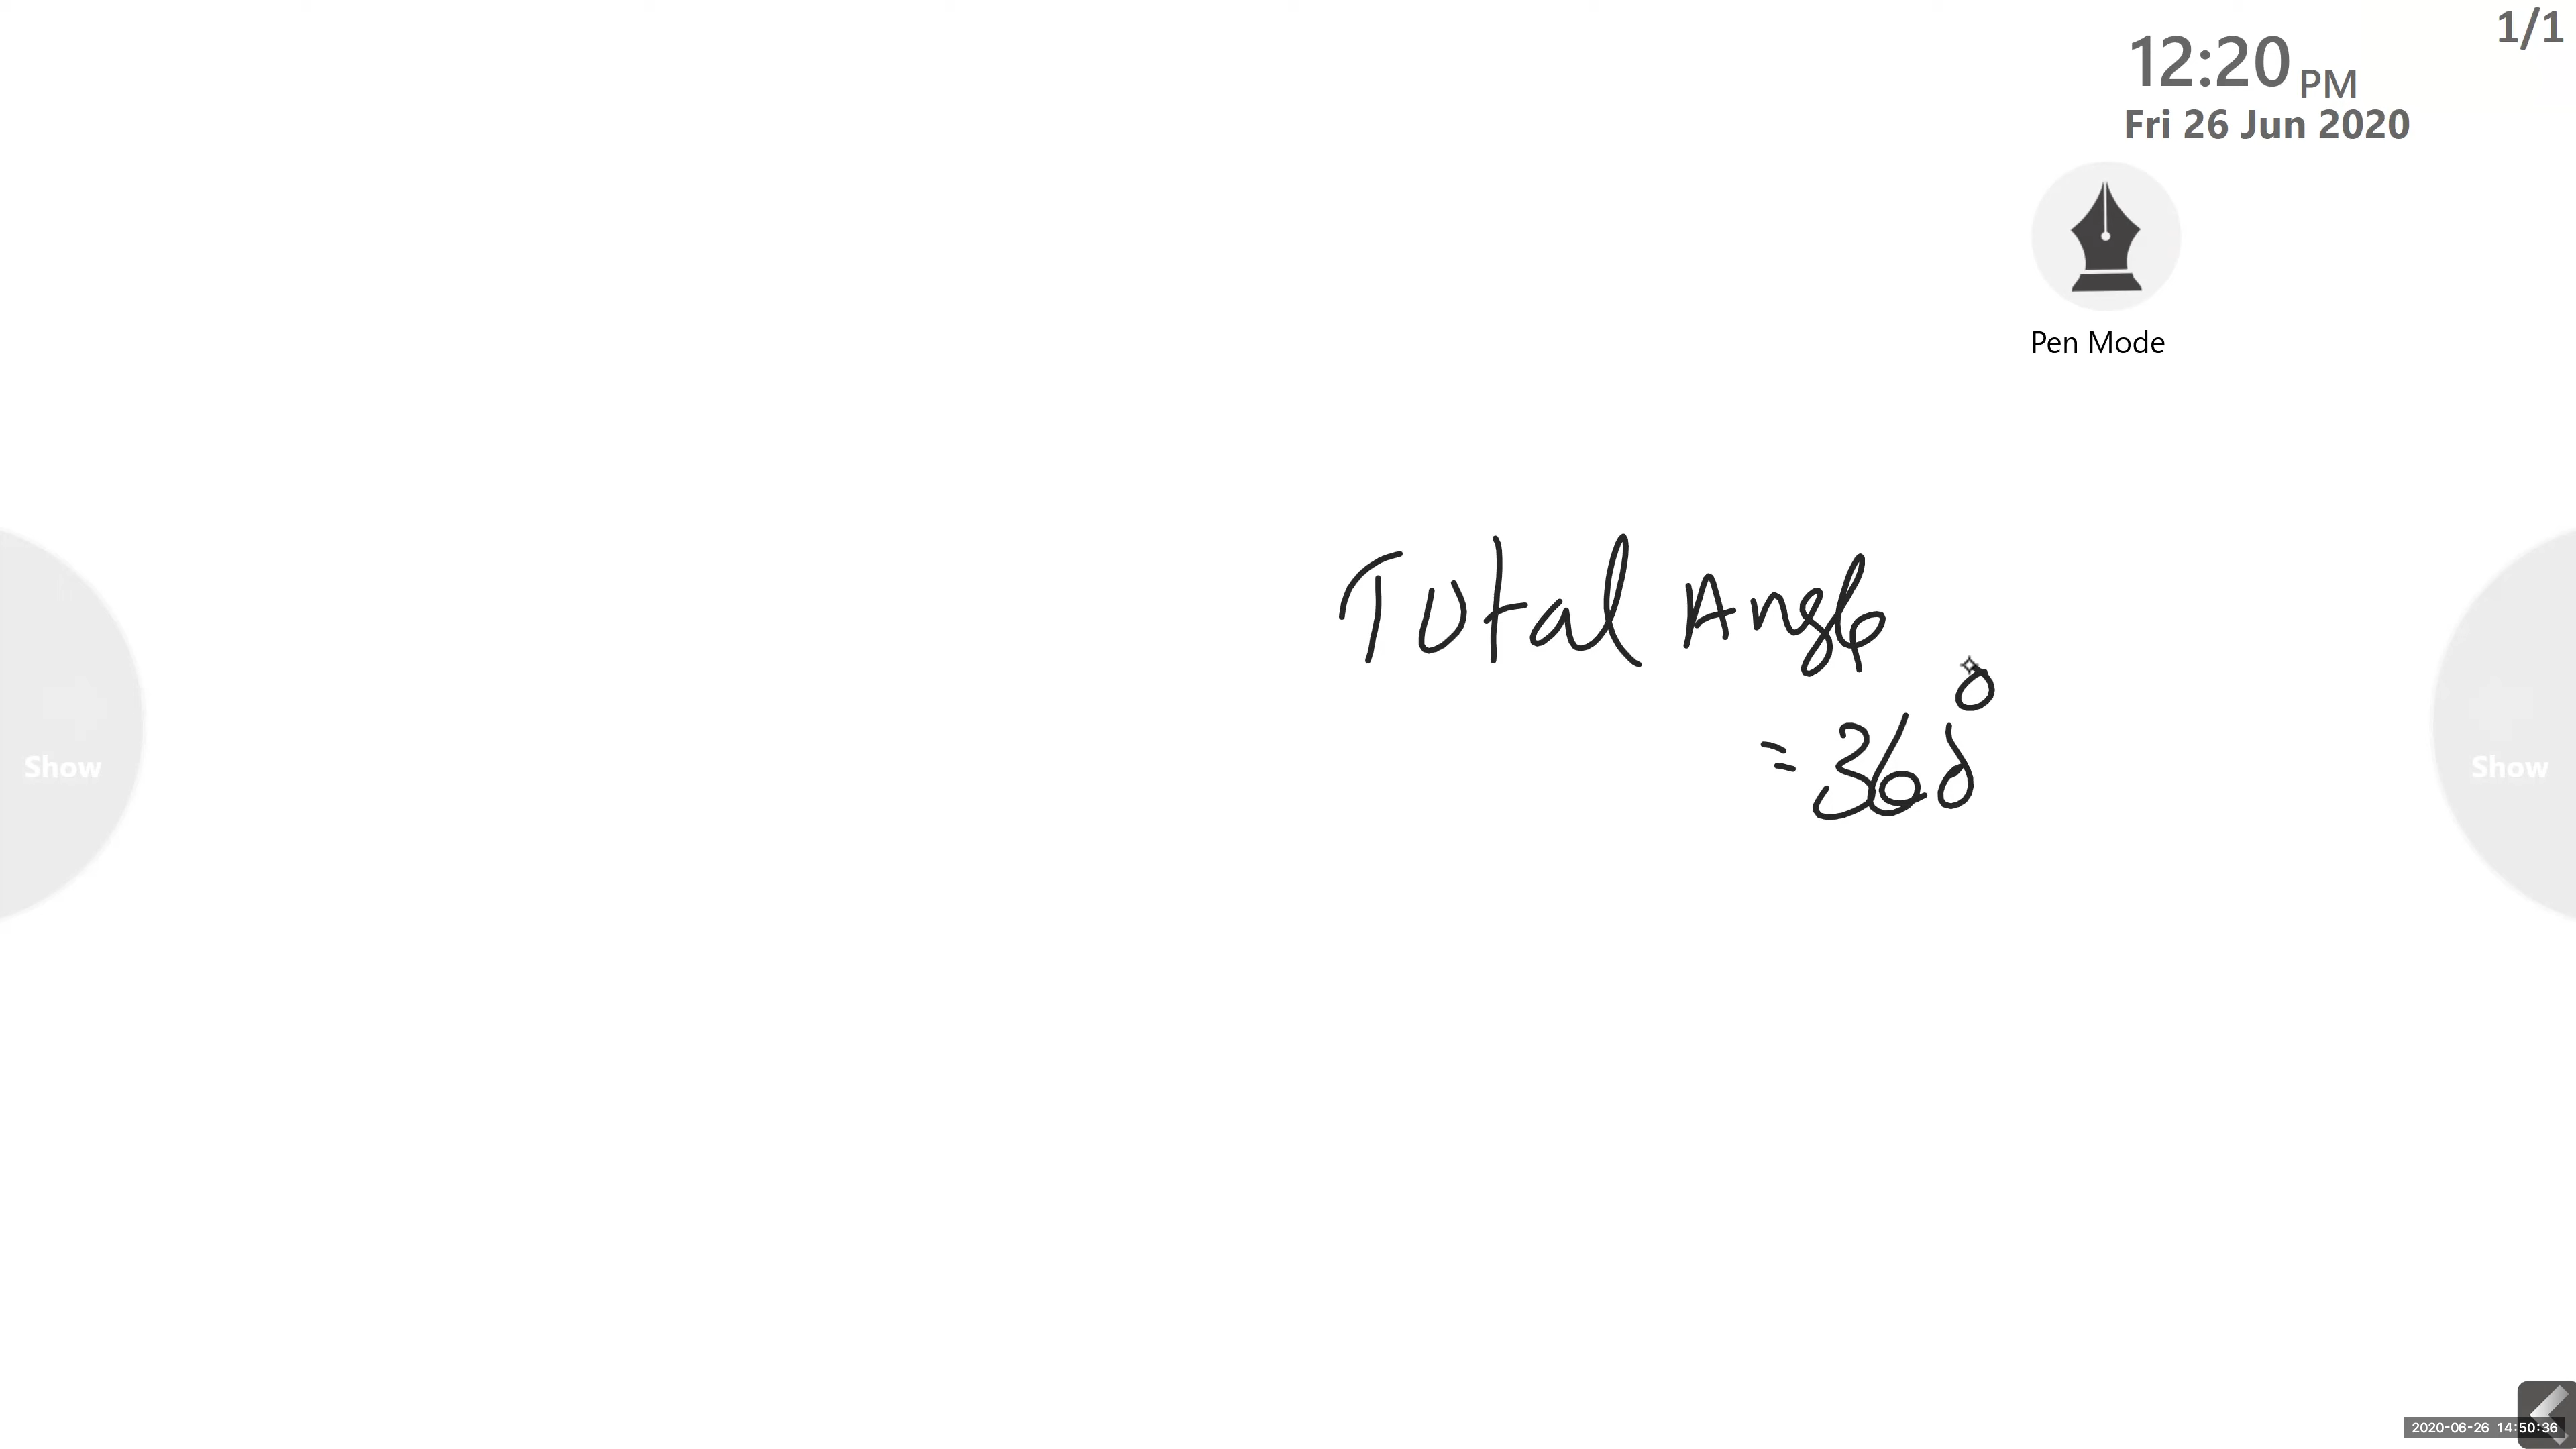 1/1
12:20 PM
Fri 26 Jun 2020
Pen Mode
Total Angle
= 360°
Show
Show
2020-06-26 14:50:36